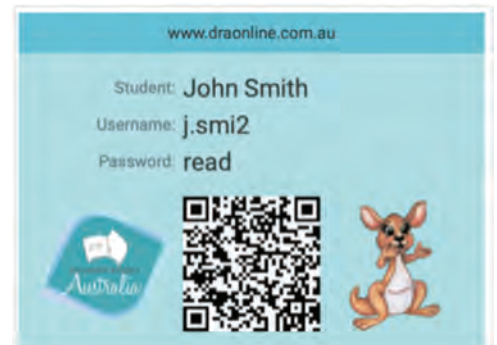 www.draonline.com.au
Student: John Smith
Username: j.smi2
Password: read
Australia